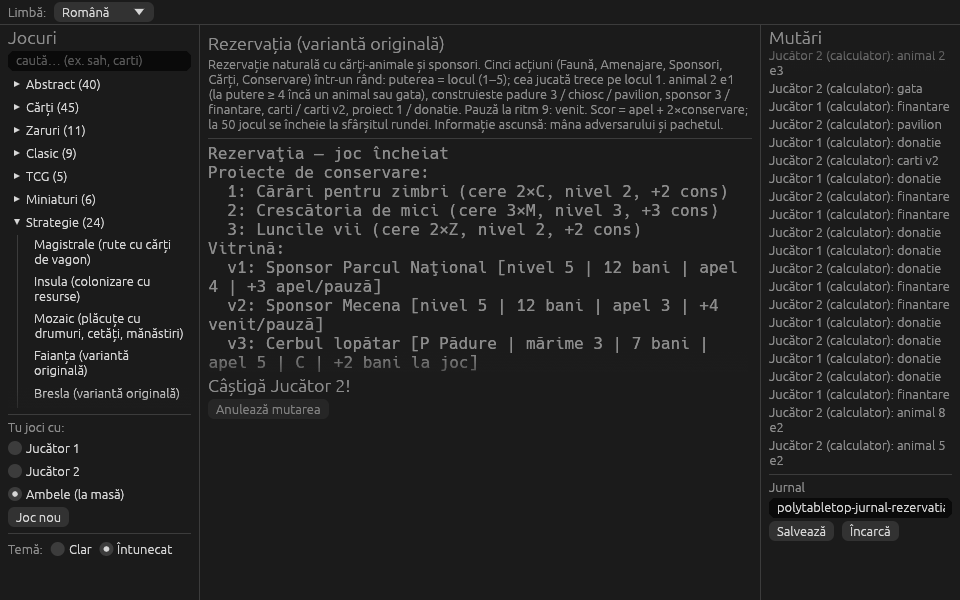 Limbă: Română
Jocuri
caută... (ex. sah, carti)
Abstract (40)
Cărți (45)
Zaruri (11)
Clasic (9)
TCG (5)
Miniaturi (6)
Strategie (24)
Magistrale (rute cu cărți
de vagon)
Insula (colonizare cu
resurse)
Mozaic (plăcuțe cu
drumuri, cetăți, mănăstiri)
Faianța (variantă
originală)
Bresla (variantă originală)
Tu joci cu:
Jucător 1
Jucător 2
Ambele (la masă)
Joc nou
Temă: Clar Întunecat
Rezervația (variantă originală)
Rezervație naturală cu cărți-animale și sponsori. Cinci acțiuni (Faună, Amenajare, Sponsori,
Cărți, Conservare) într-un rând: puterea = locul (1–5); cea jucată trece pe locul 1. animal 2 e1
(la putere ≥ 4 încă un animal sau gata), construieste padure 3 / chiosc / pavilion, sponsor 3 /
finantare, carti / carti v2, proiect 1 / donatie. Pauză la ritm 9: venit. Scor = apel + 2×conservare;
la 50 jocul se încheie la sfârșitul rundei. Informație ascunsă: mâna adversarului și pachetul.
Rezervaţia — joc încheiat
Proiecte de conservare:
1: Cărări pentru zimbri (cere 2×C, nivel 2, +2 cons)
2: Crescătoria de mici (cere 3×M, nivel 3, +3 cons)
3: Luncile vii (cere 2×Z, nivel 2, +2 cons)
Vitrină:
v1: Sponsor Parcul Naţional [nivel 5 | 12 bani | apel
4 | +3 apel/pauză]
v2: Sponsor Mecena [nivel 5 | 12 bani | apel 3 | +4
venit/pauză]
v3: Cerbul lopătar [P Pădure | mărime 3 | 7 bani |
apel 5 | C | +2 bani la joc]
Câștigă Jucător 2!
Anulează mutarea
Mutări
Jucător 2 (calculator): animal 2
e3
Jucător 2 (calculator): gata
Jucător 1 (calculator): finantare
Jucător 2 (calculator): pavilion
Jucător 1 (calculator): donatie
Jucător 2 (calculator): carti v2
Jucător 1 (calculator): donatie
Jucător 2 (calculator): finantare
Jucător 1 (calculator): finantare
Jucător 2 (calculator): donatie
Jucător 1 (calculator): donatie
Jucător 2 (calculator): donatie
Jucător 1 (calculator): finantare
Jucător 2 (calculator): finantare
Jucător 1 (calculator): donatie
Jucător 2 (calculator): donatie
Jucător 1 (calculator): donatie
Jucător 2 (calculator): donatie
Jucător 1 (calculator): finantare
Jucător 2 (calculator): animal 8
e2
Jucător 2 (calculator): animal 5
e2
Jurnal
polytabletop-jurnal-rezervatia
Salvează Încarcă